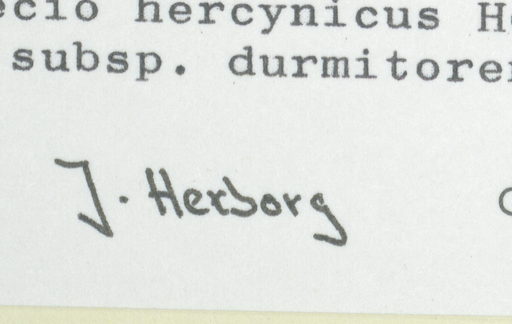 ecio hercynicus H
subsp. durmitore
J. Herborg